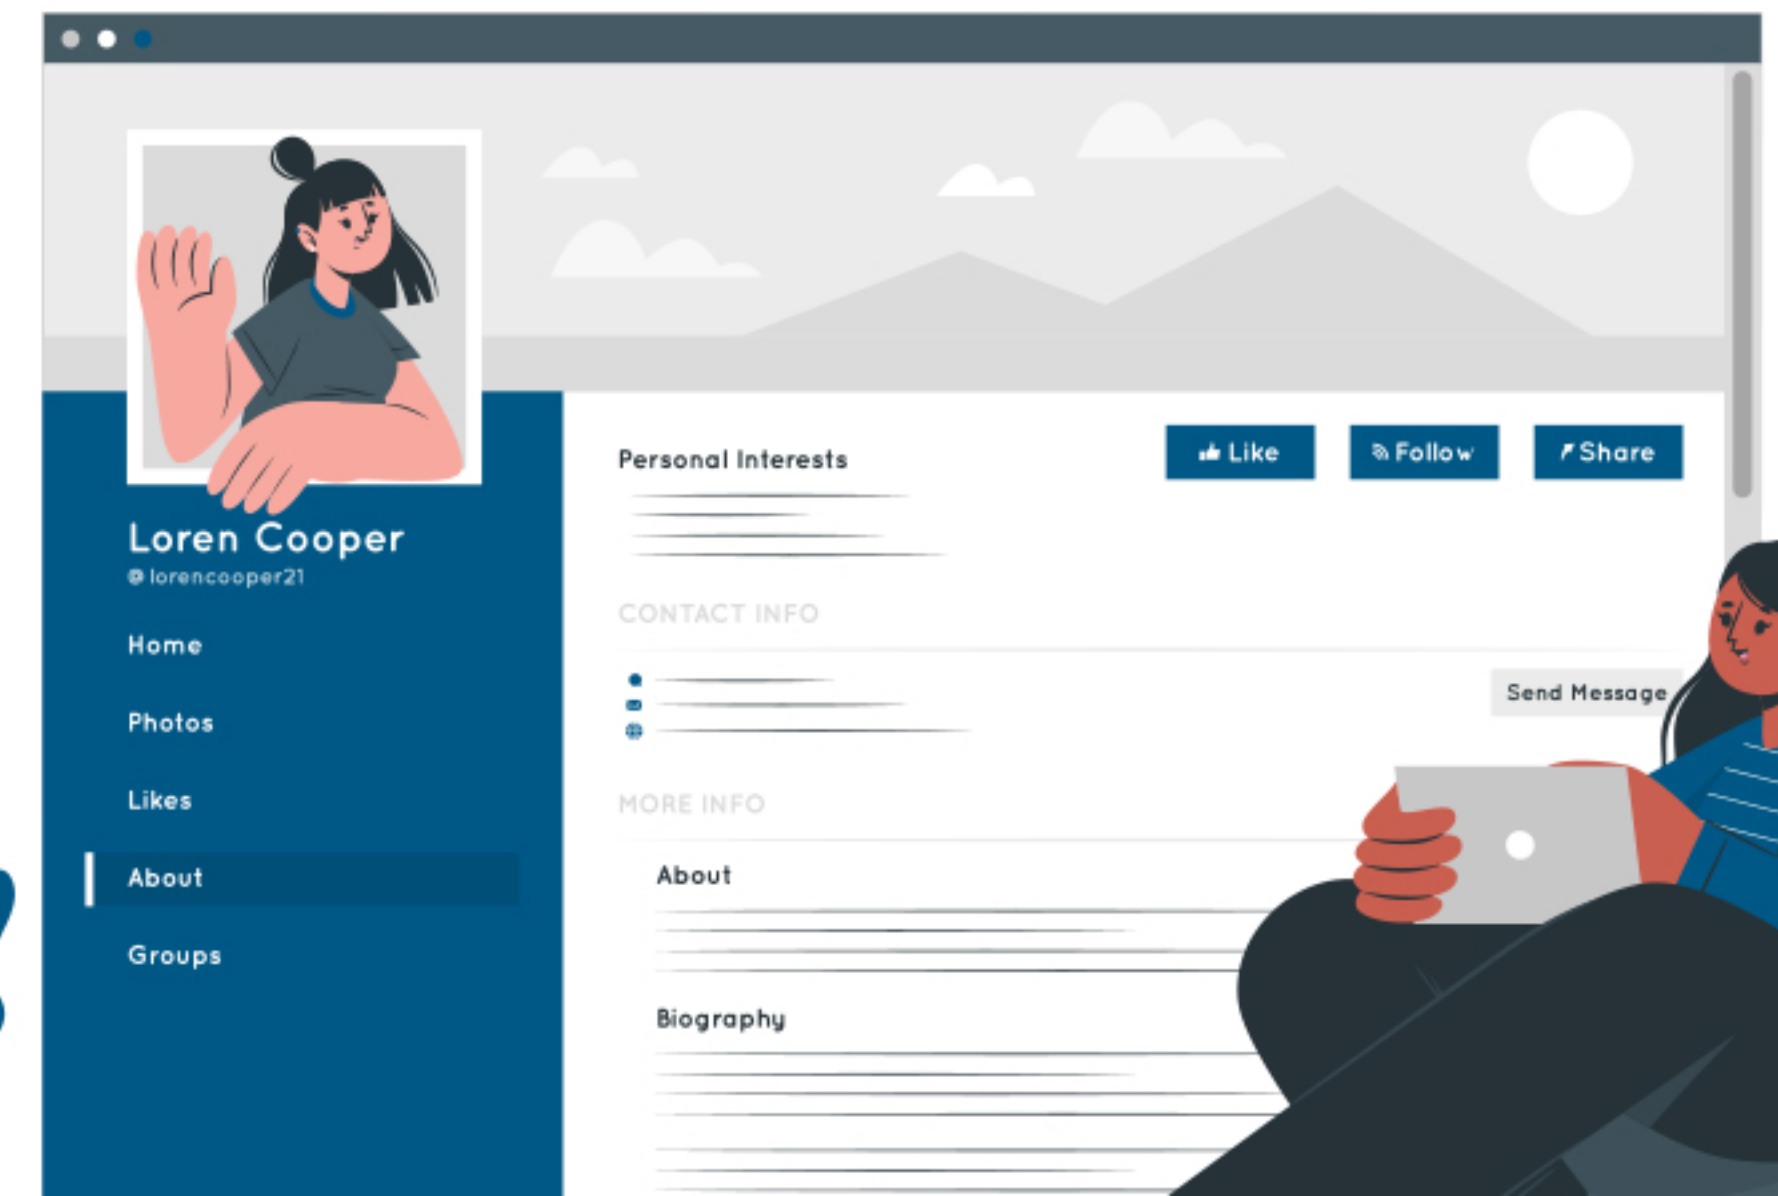 Loren Cooper
@lorencooper21
Home
Photos
Likes
About
Groups
Personal Interests
Like
Follow
Share
CONTACT INFO
Send Message
MORE INFO
About
Biography